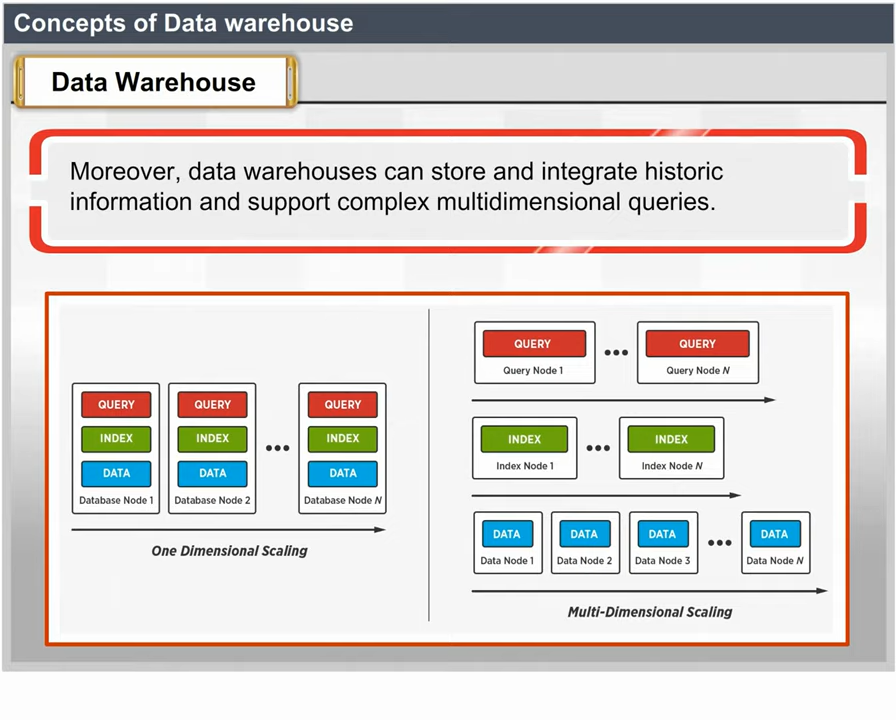 Concepts of Data warehouse
Data Warehouse
Moreover, data warehouses can store and integrate historic
information and support complex multidimensional queries.
QUERY QUERY QUERY
INDEX INDEX INDEX
DATA DATA DATA
Database Node 1 Database Node 2 ••• Database Node N
One Dimensional Scaling
QUERY ••• QUERY
Query Node 1 Query Node N
INDEX ••• INDEX
Index Node 1 Index Node N
DATA DATA DATA ••• DATA
Data Node 1 Data Node 2 Data Node 3 Data Node N
Multi-Dimensional Scaling